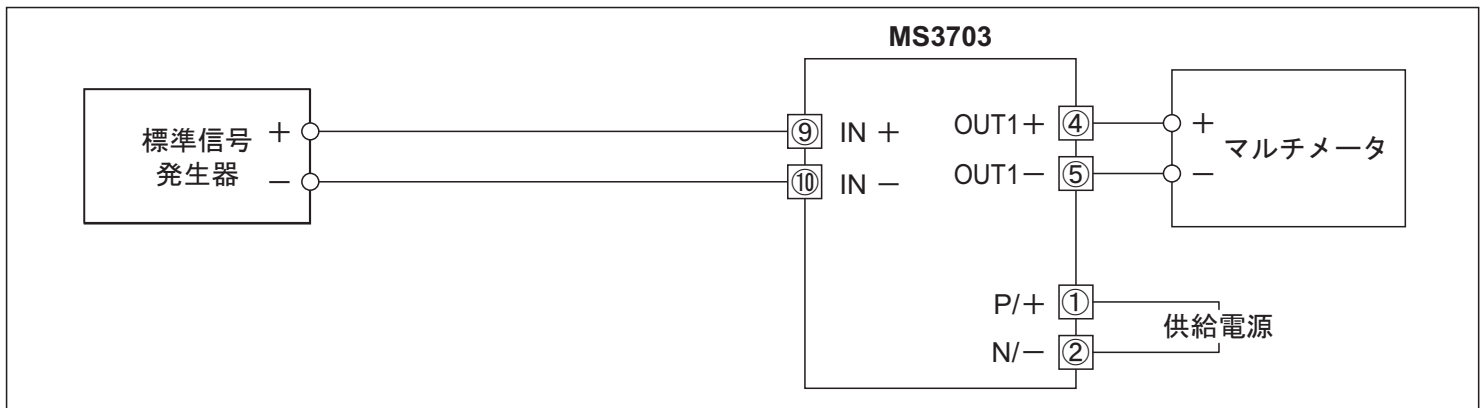 MS3703
標準信号
発生器
＋
－
⑨ IN ＋
⑩ IN －
OUT1＋ ④
OUT1－ ⑤
＋
－
マルチメータ
P/＋ ①
N/－ ②
供給電源